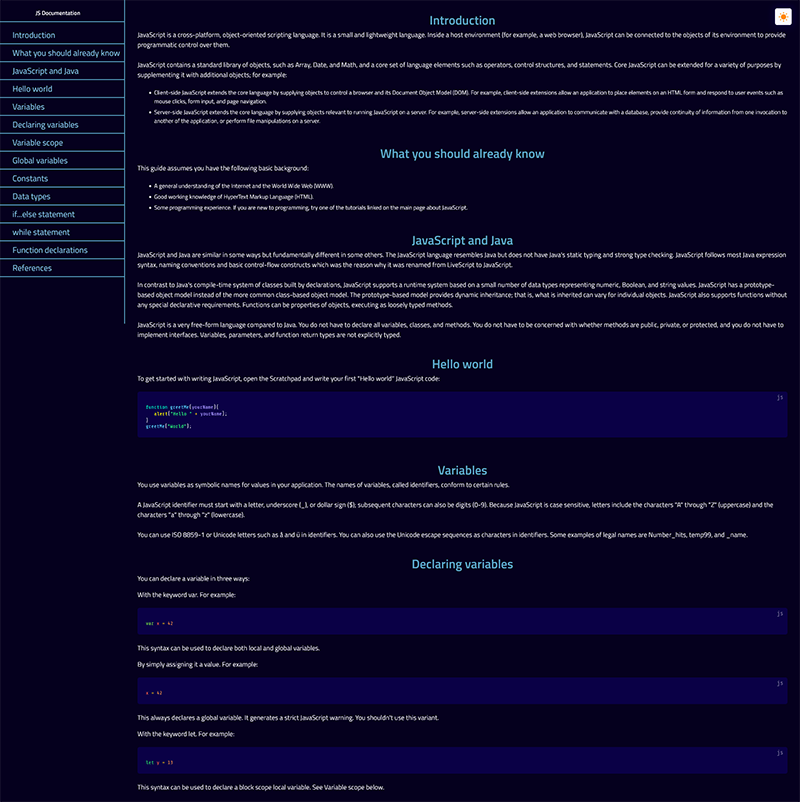 JS Documentation
Introduction
What you should already know
JavaScript and Java
Hello world
Variables
Declaring variables
Variable scope
Global variables
Constants
Data types
if...else statement
while statement
Function declarations
References
Introduction
JavaScript is a cross-platform, object-oriented scripting language. It is a small and lightweight language. Inside a host environment (for example, a web browser), JavaScript can be connected to the objects of its environment to provide
programmatic control over them.
JavaScript contains a standard library of objects, such as Array, Date, and Math, and a core set of language elements such as operators, control structures, and statements. Core JavaScript can be extended for a variety of purposes by
supplementing it with additional objects; for example:
• Client-side JavaScript extends the core language by supplying objects to control a browser and its Document Object Model (DOM). For example, client-side extensions allow an application to place elements on an HTML form and respond to user events such as
mouse clicks, form input, and page navigation.
• Server-side JavaScript extends the core language by supplying objects relevant to running JavaScript on a server. For example, server-side extensions allow an application to communicate with a database, provide continuity of information from one invocation to
another of the application, or perform file manipulations on a server.
What you should already know
This guide assumes you have the following basic background:
• A general understanding of the Internet and the World Wide Web (WWW).
• Good working knowledge of HyperText Markup Language (HTML).
• Some programming experience. If you are new to programming, try one of the tutorials linked on the main page about JavaScript.
JavaScript and Java
JavaScript and Java are similar in some ways but fundamentally different in some others. The JavaScript language resembles Java but does not have Java's static typing and strong type checking. JavaScript follows most Java expression
syntax, naming conventions and basic control-flow constructs which was the reason why it was renamed from LiveScript to JavaScript.
In contrast to Java's compile-time system of classes built by declarations, JavaScript supports a runtime system based on a small number of data types representing numeric, Boolean, and string values. JavaScript has a prototype-
based object model instead of the more common class-based object model. The prototype-based model provides dynamic inheritance; that is, what is inherited can vary for individual objects. JavaScript also supports functions without
any special declarative requirements. Functions can be properties of objects, executing as loosely typed methods.
JavaScript is a very free-form language compared to Java. You do not have to declare all variables, classes, and methods. You do not have to be concerned with whether methods are public, private, or protected, and you do not have to
implement interfaces. Variables, parameters, and function return types are not explicitly typed.
Hello world
To get started with writing JavaScript, open the Scratchpad and write your first "Hello world" JavaScript code:
js
function greetMe(yourName){
alert("Hello " + yourName);
}
greetMe("World");
Variables
You use variables as symbolic names for values in your application. The names of variables, called identifiers, conform to certain rules.
A JavaScript identifier must start with a letter, underscore (_), or dollar sign ($); subsequent characters can also be digits (0-9). Because JavaScript is case sensitive, letters include the characters "A" through "Z" (uppercase) and the
characters "a" through "z" (lowercase).
You can use ISO 8859-1 or Unicode letters such as å and ü in identifiers. You can also use the Unicode escape sequences as characters in identifiers. Some examples of legal names are Number_hits, temp99, and _name.
Declaring variables
You can declare a variable in three ways:
With the keyword var. For example:
js
var x = 42
This syntax can be used to declare both local and global variables.
By simply assigning it a value. For example:
js
x = 42
This always declares a global variable. It generates a strict JavaScript warning. You shouldn't use this variant.
With the keyword let. For example:
js
let y = 13
This syntax can be used to declare a block scope local variable. See Variable scope below.